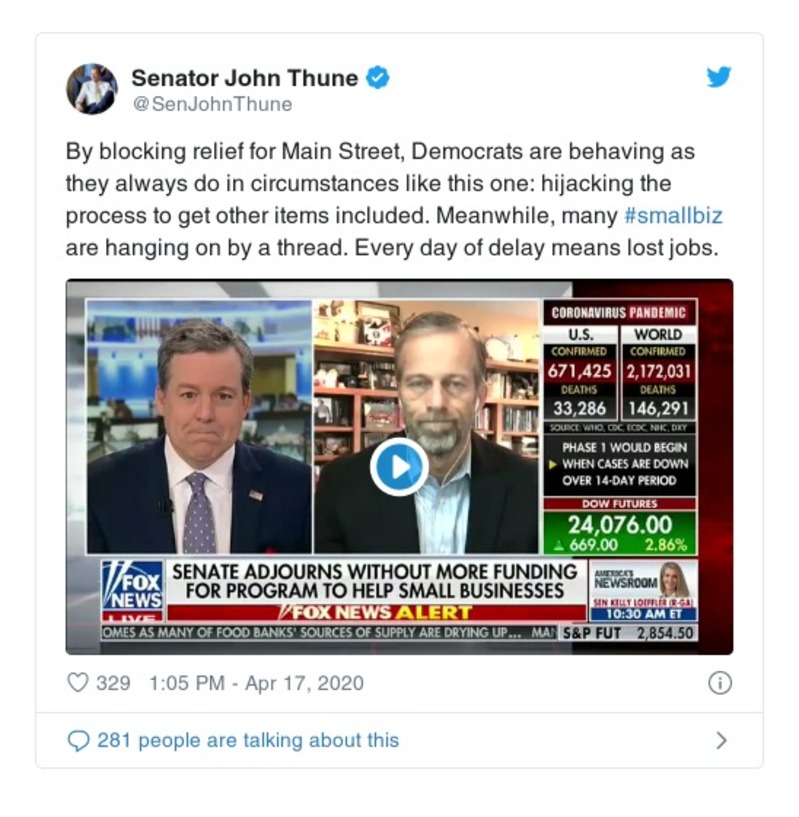 Senator John Thune
@SenJohnThune
By blocking relief for Main Street, Democrats are behaving as
they always do in circumstances like this one: hijacking the
process to get other items included. Meanwhile, many #smallbiz
are hanging on by a thread. Every day of delay means lost jobs.
CORONAVIRUS PANDEMIC
U.S. WORLD
CONFIRMED CONFIRMED
671,425 2,172,031
DEATHS DEATHS
33,286 146,291
SOURCE: WHO, CDC, ECDC, NHC, DXY
PHASE 1 WOULD BEGIN
WHEN CASES ARE DOWN
OVER 14-DAY PERIOD
DOW FUTURES
24,076.00
669.00 2.86%
FOX
NEWS
LIVE
SENATE ADJOURNS WITHOUT MORE FUNDING
FOR PROGRAM TO HELP SMALL BUSINESSES
FOX NEWS ALERT
AMERICA'S
NEWSROOM
SEN KELLY LOEFFLER (R-GA)
10:30 AM ET
OMES AS MANY OF FOOD BANKS' SOURCES OF SUPPLY ARE DRYING UP... MAN
S&P FUT 2,854.50
329 1:05 PM - Apr 17, 2020
281 people are talking about this